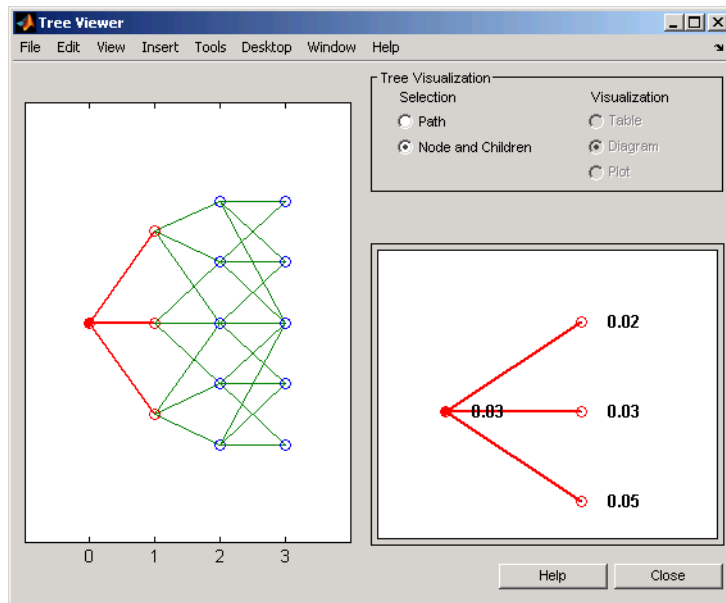 Tree Viewer
File Edit View Insert Tools Desktop Window Help
Tree Visualization
Selection Visualization
Path Table
Node and Children Diagram
Plot
0.02
0.03 0.03
0.05
0 1 2 3
Help Close